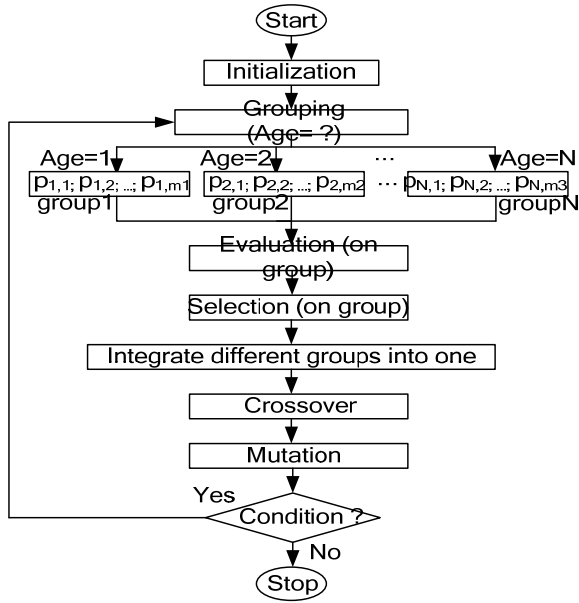 Start
Initialization
Grouping
(Age= ?)
Age=1 Age=2 ... Age=N
p1,1; p1,2; ...; p1,m1 p2,1; p2,2; ...; p2,m2 ... pN,1; pN,2; ...; pN,m3
group1 group2 groupN
Evaluation (on
group)
Selection (on group)
Integrate different groups into one
Crossover
Mutation
Yes
Condition ?
No
Stop